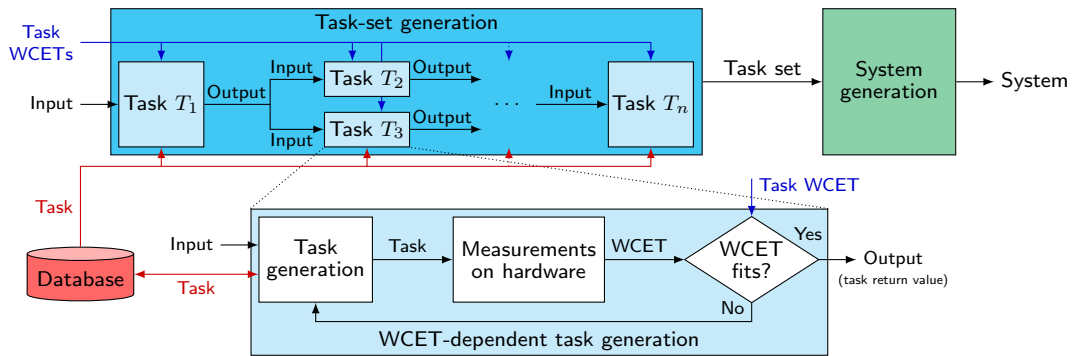 Task-set generation
Task
WCETs
Input
Task T1
Output
Input
Input
Task T2
Output
Task T3
Output
...
Input
Task Tn
Task set
System
generation
System
Task
Database
Task
Task WCET
Input
Task
generation
Task
Measurements
on hardware
WCET
WCET
fits?
Yes
No
Output
(task return value)
WCET-dependent task generation